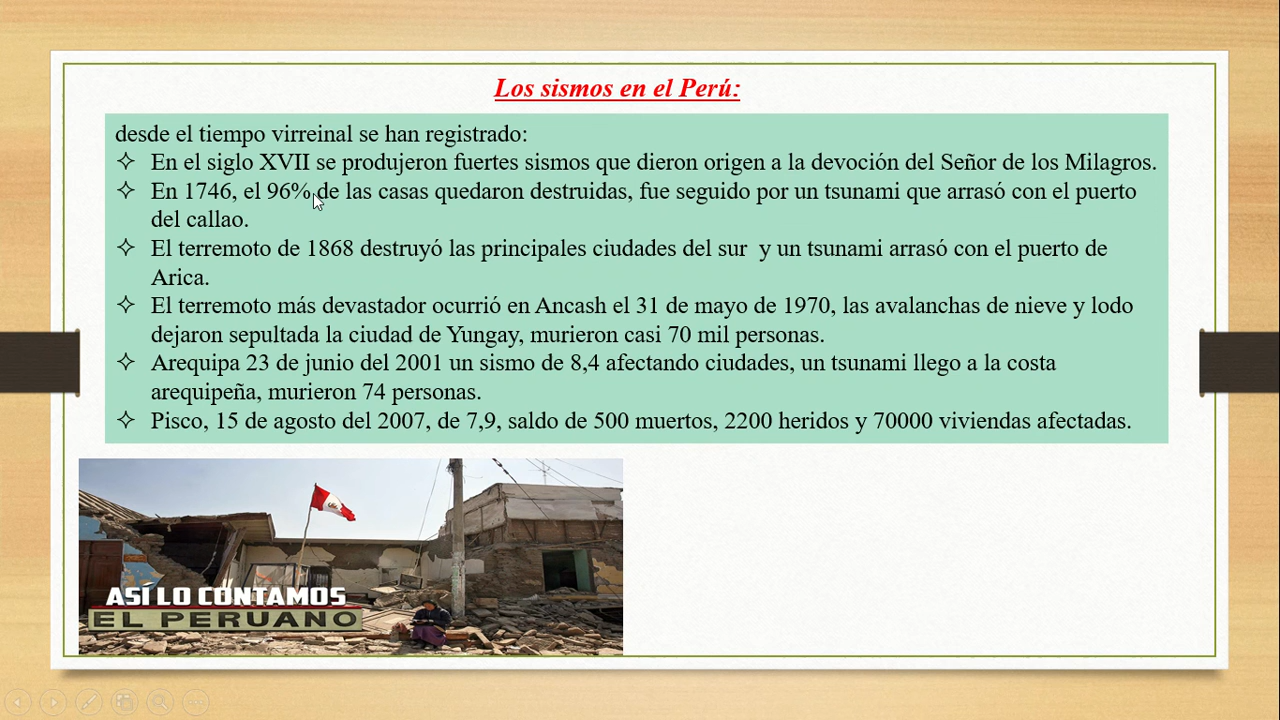 Los sismos en el Perú:
desde el tiempo virreinal se han registrado:
En el siglo XVII se produjeron fuertes sismos que dieron origen a la devoción del Señor de los Milagros.
En 1746, el 96% de las casas quedaron destruidas, fue seguido por un tsunami que arrasó con el puerto
del callao.
El terremoto de 1868 destruyó las principales ciudades del sur  y un tsunami arrasó con el puerto de
Arica.
El terremoto más devastador ocurrió en Ancash el 31 de mayo de 1970, las avalanchas de nieve y lodo
dejaron sepultada la ciudad de Yungay, murieron casi 70 mil personas.
Arequipa 23 de junio del 2001 un sismo de 8,4 afectando ciudades, un tsunami llego a la costa
arequipeña, murieron 74 personas.
Pisco, 15 de agosto del 2007, de 7,9, saldo de 500 muertos, 2200 heridos y 70000 viviendas afectadas.
ASI LO CONTAMOS
EL PERUANO